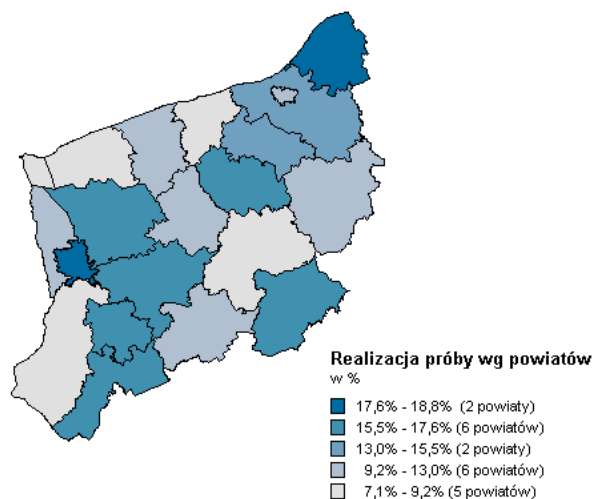 Realizacja próby wg powiatów
w %
17,6% - 18,8% (2 powiaty)
15,5% - 17,6% (6 powiatów)
13,0% - 15,5% (2 powiaty)
9,2% - 13,0% (6 powiatów)
7,1% - 9,2% (5 powiatów)